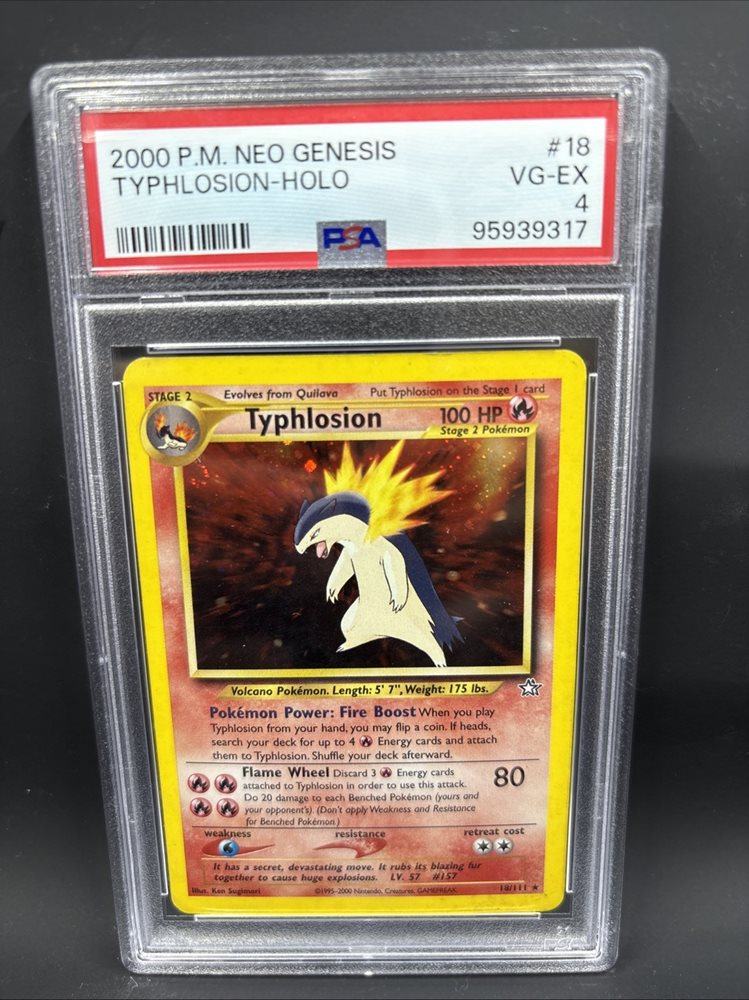 2000 P.M. NEO GENESIS #18
TYPHLOSION-HOLO VG-EX
4
PSA 95939317
STAGE 2 Evolves from Quilava Put Typhlosion on the Stage 1 card
Typhlosion 100 HP
Stage 2 Pokémon
Volcano Pokémon. Length: 5' 7", Weight: 175 lbs.
Pokémon Power: Fire Boost When you play
Typhlosion from your hand, you may flip a coin. If heads,
search your deck for up to 4 Energy cards and attach
them to Typhlosion. Shuffle your deck afterward.
Flame Wheel Discard 3 Energy cards
attached to Typhlosion in order to use this attack. 80
Do 20 damage to each Benched Pokémon (yours and
your opponent's). (Don't apply Weakness and Resistance
for Benched Pokémon.)
weakness resistance retreat cost
It has a secret, devastating move. It rubs its blazing fur
together to cause huge explosions. LV. 57 #157
Illus. Ken Sugimori ©1995-2000 Nintendo, Creatures, GAMEFREAK. 18/111 ★